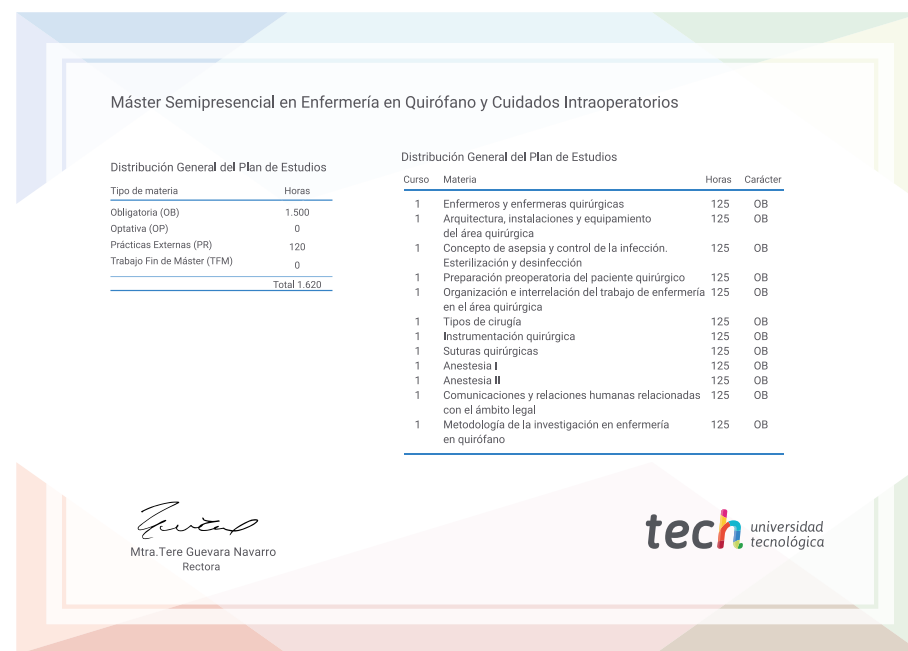 Máster Semipresencial en Enfermería en Quirófano y Cuidados Intraoperatorios
Distribución General del Plan de Estudios
Tipo de materia Horas
Obligatoria (OB) 1.500
Optativa (OP) 0
Prácticas Externas (PR) 120
Trabajo Fin de Máster (TFM) 0
Total 1.620
Distribución General del Plan de Estudios
Curso Materia Horas Carácter
1 Enfermeros y enfermeras quirúrgicas 125 OB
1 Arquitectura, instalaciones y equipamiento 125 OB
del área quirúrgica
1 Concepto de asepsia y control de la infección. 125 OB
Esterilización y desinfección
1 Preparación preoperatoria del paciente quirúrgico 125 OB
1 Organización e interrelación del trabajo de enfermería 125 OB
en el área quirúrgica
1 Tipos de cirugía 125 OB
1 Instrumentación quirúrgica 125 OB
1 Suturas quirúrgicas 125 OB
1 Anestesia I 125 OB
1 Anestesia II 125 OB
1 Comunicaciones y relaciones humanas relacionadas 125 OB
con el ámbito legal
1 Metodología de la investigación en enfermería 125 OB
en quirófano
Mtra.Tere Guevara Navarro
Rectora
tech universidad
tecnológica